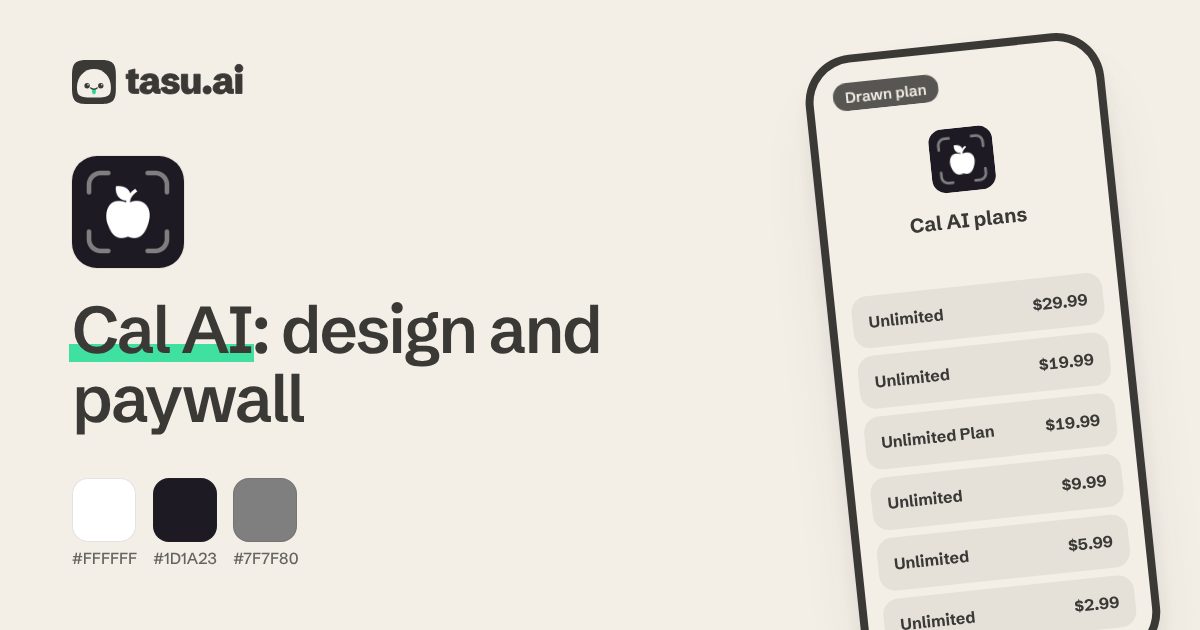 tasu.ai
Cal AI: design and
paywall
#FFFFFF #1D1A23 #7F7F80
Drawn plan
Cal AI plans
Unlimited $29.99
Unlimited $19.99
Unlimited Plan $19.99
Unlimited $9.99
Unlimited $5.99
Unlimited $2.99